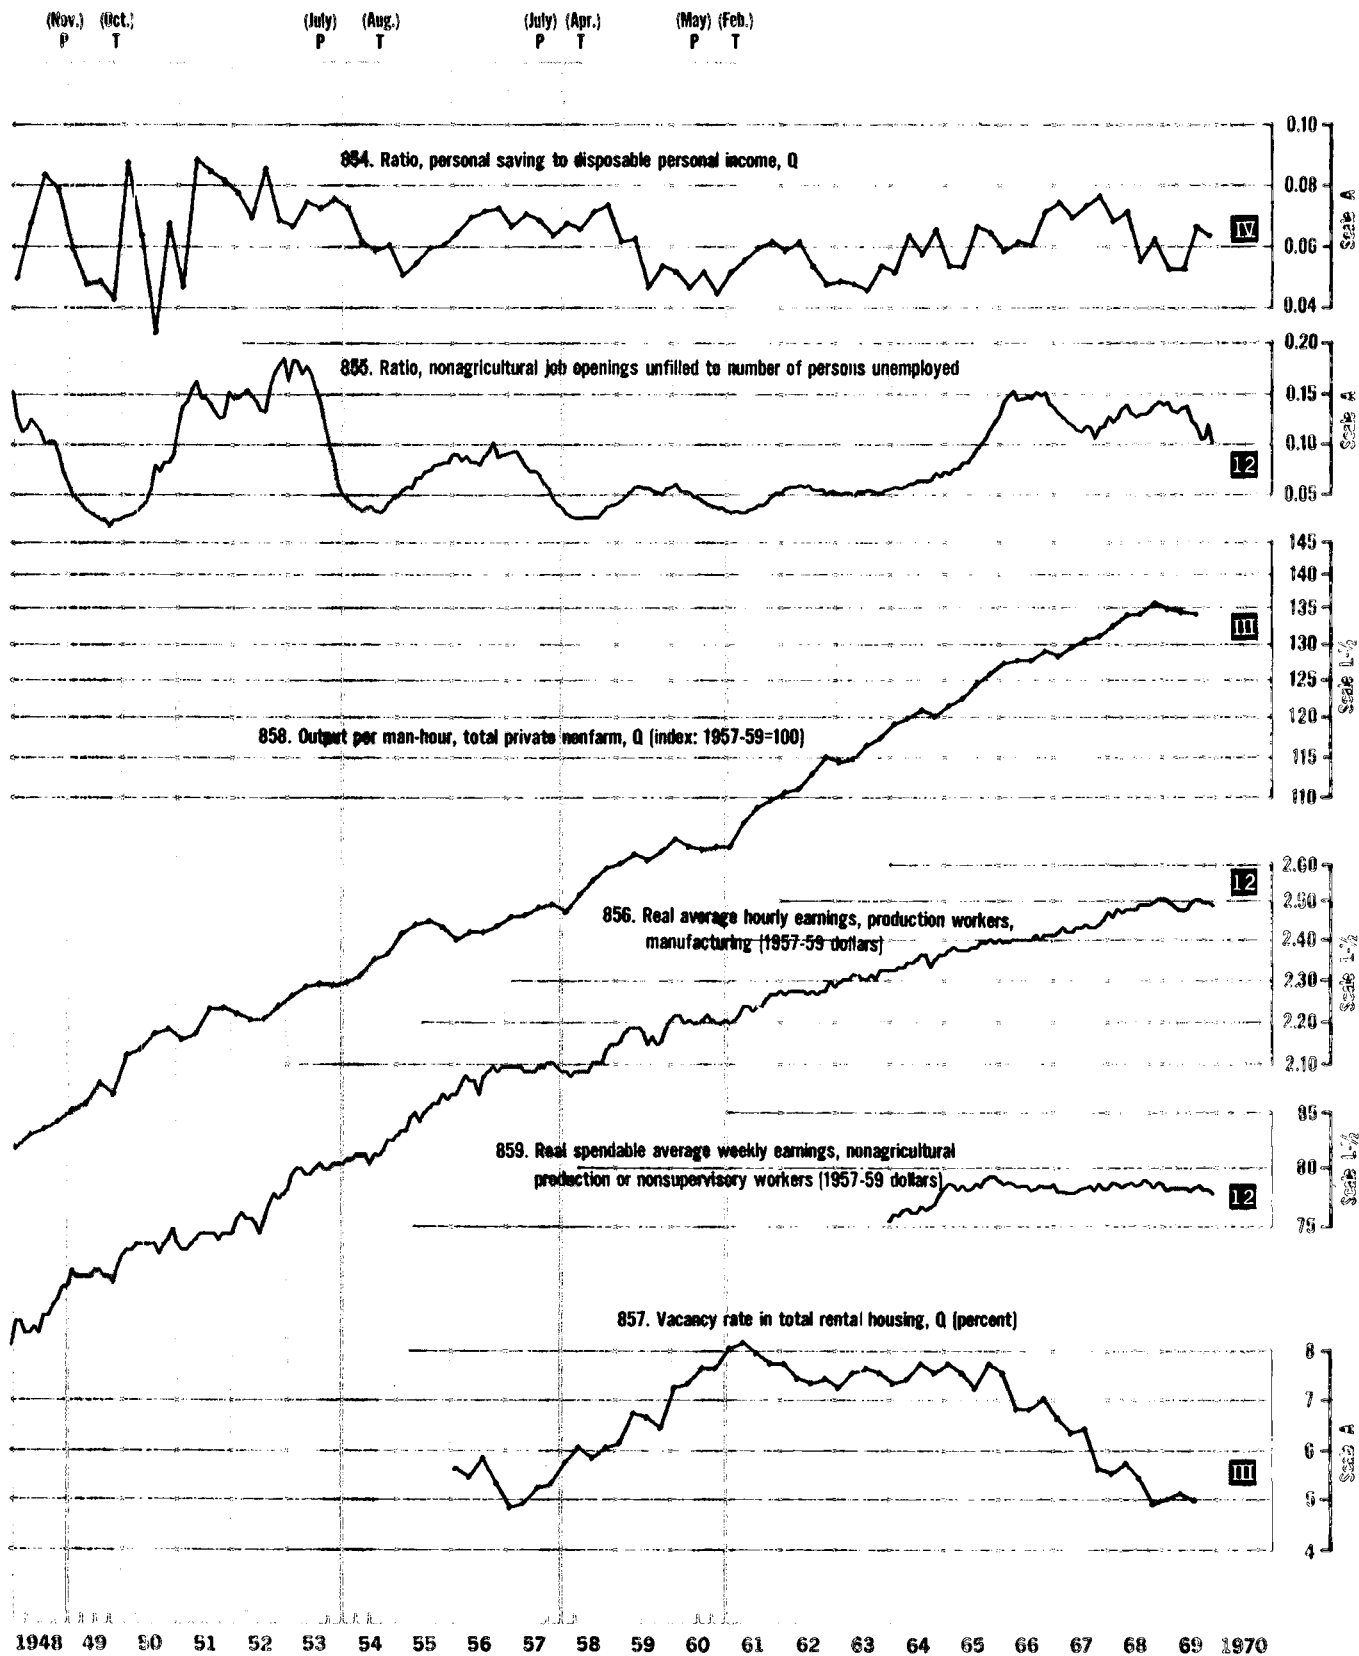 (Nov.) (Oct.) (July) (Aug.) (July) (Apr.) (May) (Feb.)
P T P T P T P T
854. Ratio, personal saving to disposable personal income, Q
0.10
0.08
0.06
0.04
Scale A
IV
855. Ratio, nonagricultural job openings unfilled to number of persons unemployed
0.20
0.15
0.10
0.05
Scale A
12
145
140
135
130
125
120
115
110
Scale L-½
III
858. Output per man-hour, total private nonfarm, Q (index: 1957-59=100)
2.60
2.50
2.40
2.30
2.20
2.10
Scale L-½
12
856. Real average hourly earnings, production workers,
manufacturing (1957-59 dollars)
85
80
75
Scale L-½
12
859. Real spendable average weekly earnings, nonagricultural
production or nonsupervisory workers (1957-59 dollars)
857. Vacancy rate in total rental housing, Q (percent)
8
7
6
5
4
Scale A
III
1948 49 50 51 52 53 54 55 56 57 58 59 60 61 62 63 64 65 66 67 68 69 1970